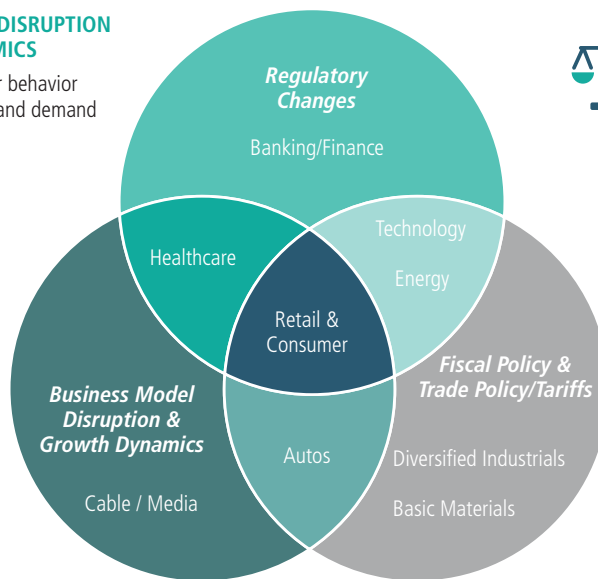 DISRUPTION
behavior
and demand
Regulatory
Changes
Banking/Finance
Technology
Energy
Healthcare
Retail &
Consumer
Fiscal Policy &
Trade Policy/Tariffs
Business Model
Disruption &
Growth Dynamics
Autos
Diversified Industrials
Basic Materials
Cable / Media